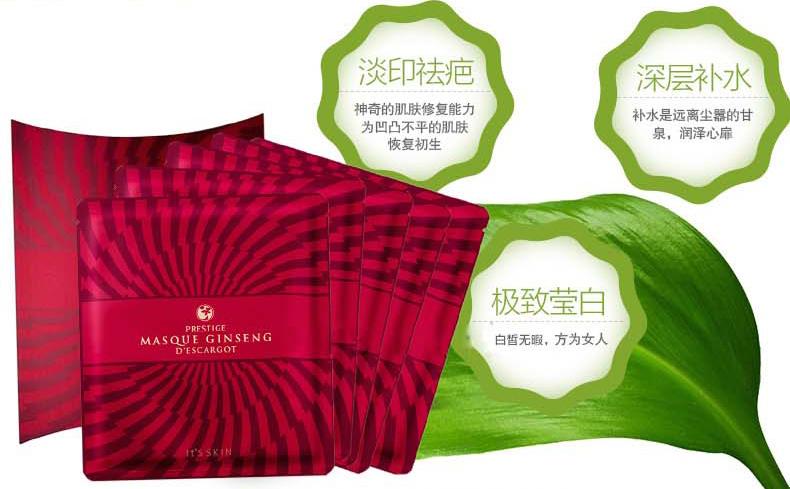 淡印祛疤
神奇的肌肤修复能力
为凹凸不平的肌肤
恢复初生
深层补水
补水是远离尘嚣的甘
泉，润泽心扉
极致莹白
白皙无暇，方为女人
PRESTIGE
MASQUE GINSENG
D'ESCARGOT
It'S SKIN